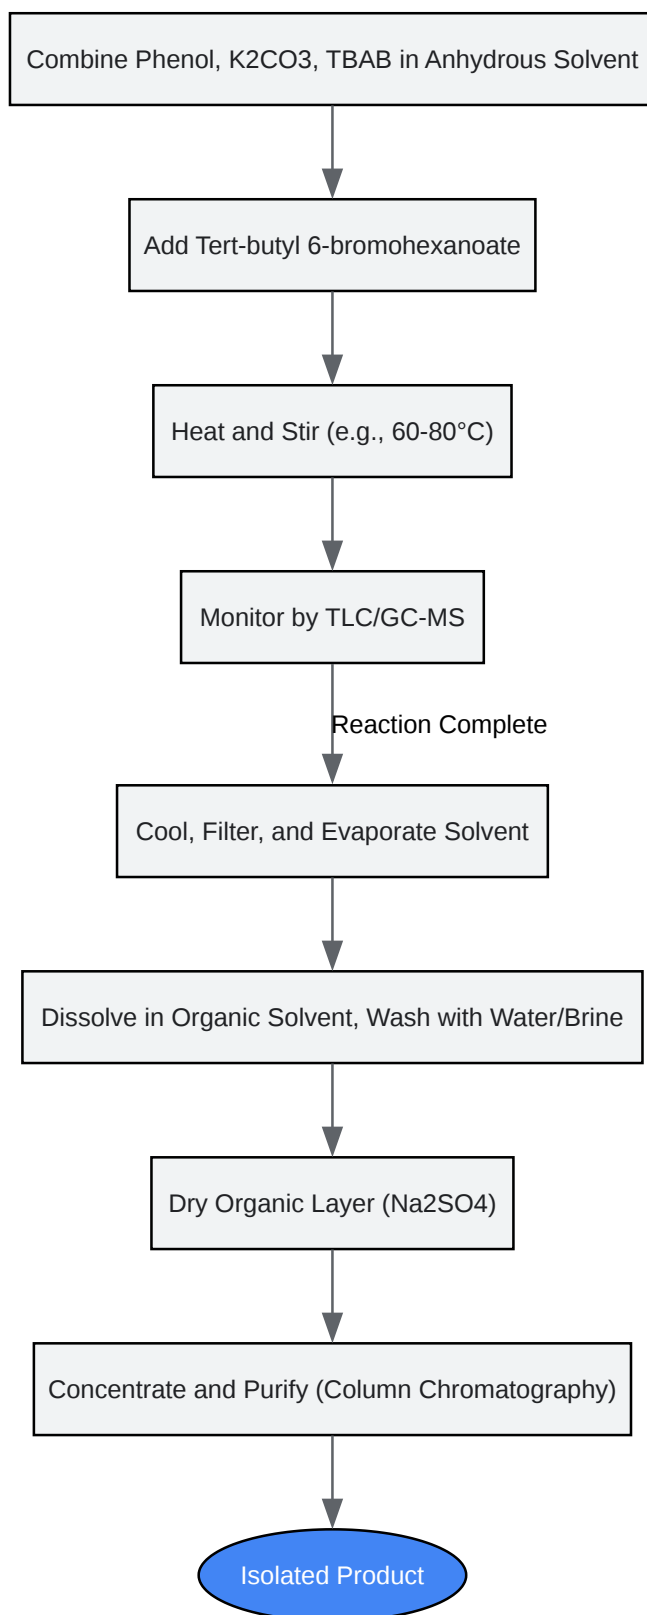 Combine Phenol, K2CO3, TBAB in Anhydrous Solvent
Add Tert-butyl 6-bromohexanoate
Heat and Stir (e.g., 60-80°C)
Monitor by TLC/GC-MS
Reaction Complete
Cool, Filter, and Evaporate Solvent
Dissolve in Organic Solvent, Wash with Water/Brine
Dry Organic Layer (Na2SO4)
Concentrate and Purify (Column Chromatography)
Isolated Product